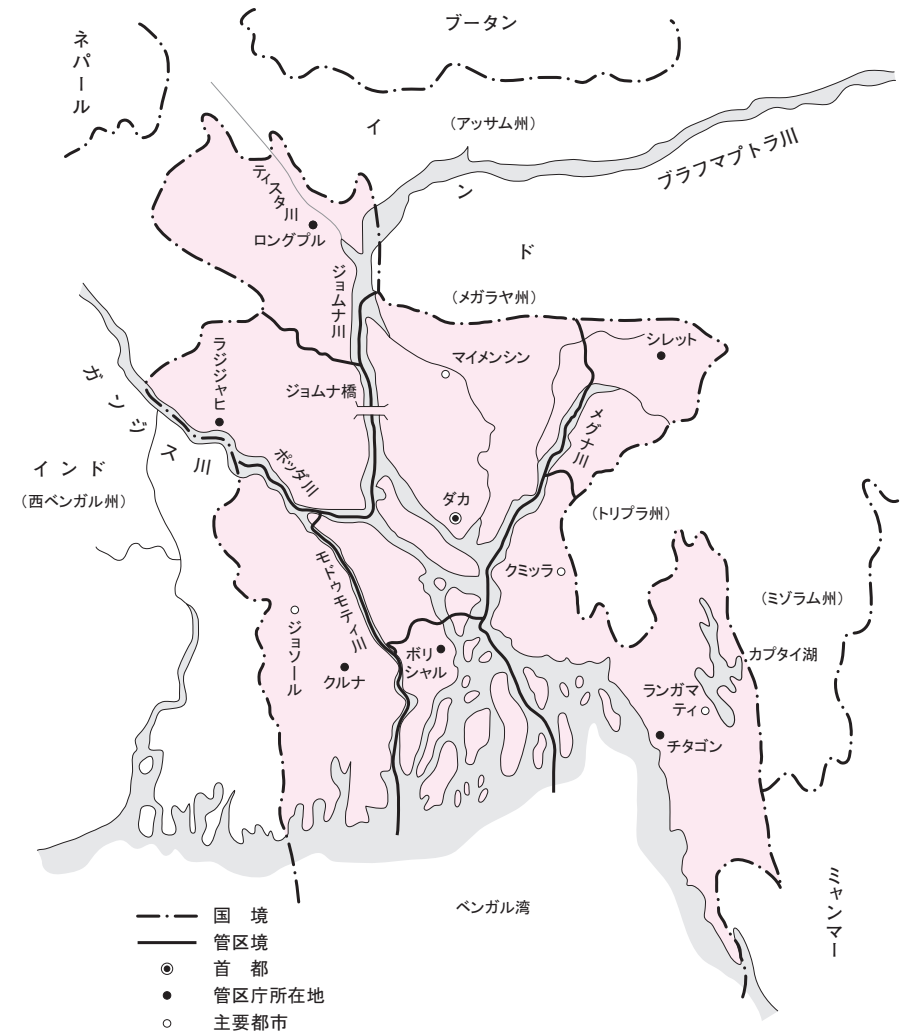 ブータン
ネパール
イ
ン
ド
(アッサム州)
ブラフマプトラ川
ティスタ川
ロングプル
ジョムナ川
(メガラヤ州)
シレット
マイメンシン
ラジシャヒ
ジョムナ橋
ガンジス川
メグナ川
ポッダ川
インド
(西ベンガル州)
ダカ
(トリプラ州)
クミッラ
モドゥモティ川
(ミゾラム州)
ジョソール
ボリ
シャル
カプタイ湖
クルナ
ランガマ
ティ
チタゴン
ミャンマー
ベンガル湾
国 境
管区境
首 都
管区庁所在地
主要都市